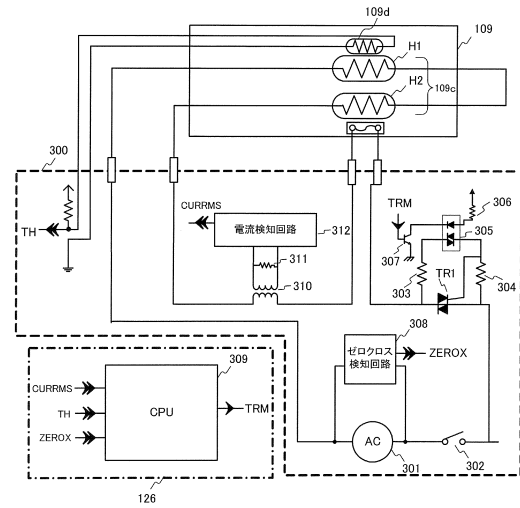 109d
109
H1
H2
109c
300
TH
CURRMS
電流検知回路
312
311
310
TRM
306
305
307
TR1
303
304
308
ゼロクロス
検知回路
ZEROX
309
CURRMS
TH
ZEROX
CPU
TRM
126
AC
301
302